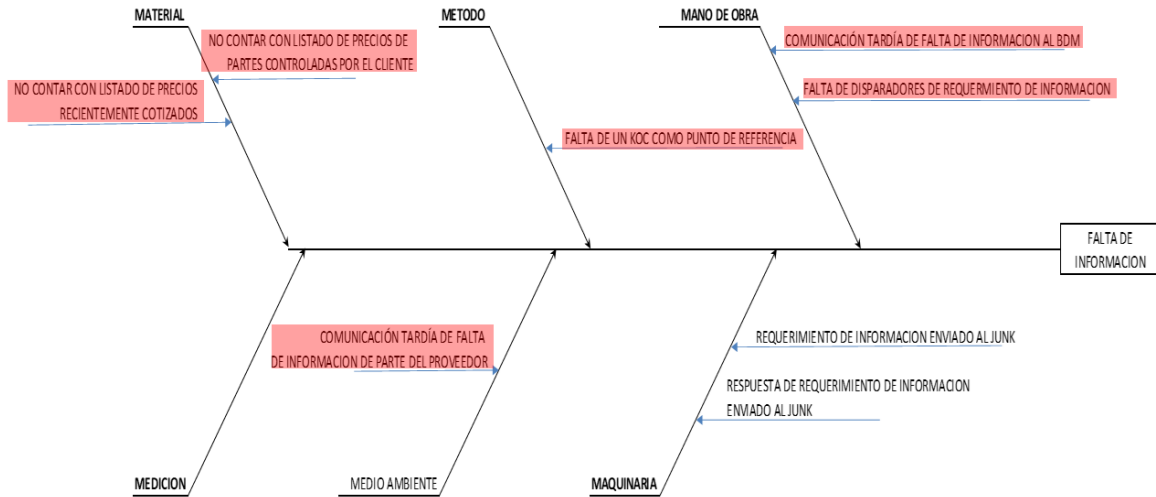 MATERIAL
METODO
MANO DE OBRA
NO CONTAR CON LISTADO DE PRECIOS DE
PARTES CONTROLADAS POR EL CLIENTE
NO CONTAR CON LISTADO DE PRECIOS
RECIENTEMENTE COTIZADOS
COMUNICACIÓN TARDÍA DE FALTA DE INFORMACION AL BDM
FALTA DE DISPARADORES DE REQUERMIENTO DE INFORMACION
FALTA DE UN KOC COMO PUNTO DE REFERENCIA
FALTA DE
INFORMACION
COMUNICACIÓN TARDÍA DE FALTA
DE INFORMACION DE PARTE DEL PROVEEDOR
REQUERIMIENTO DE INFORMACION ENVIADO AL JUNK
RESPUESTA DE REQUERIMIENTO DE INFORMACION
ENVIADO AL JUNK
MEDICION
MEDIO AMBIENTE
MAQUINARIA